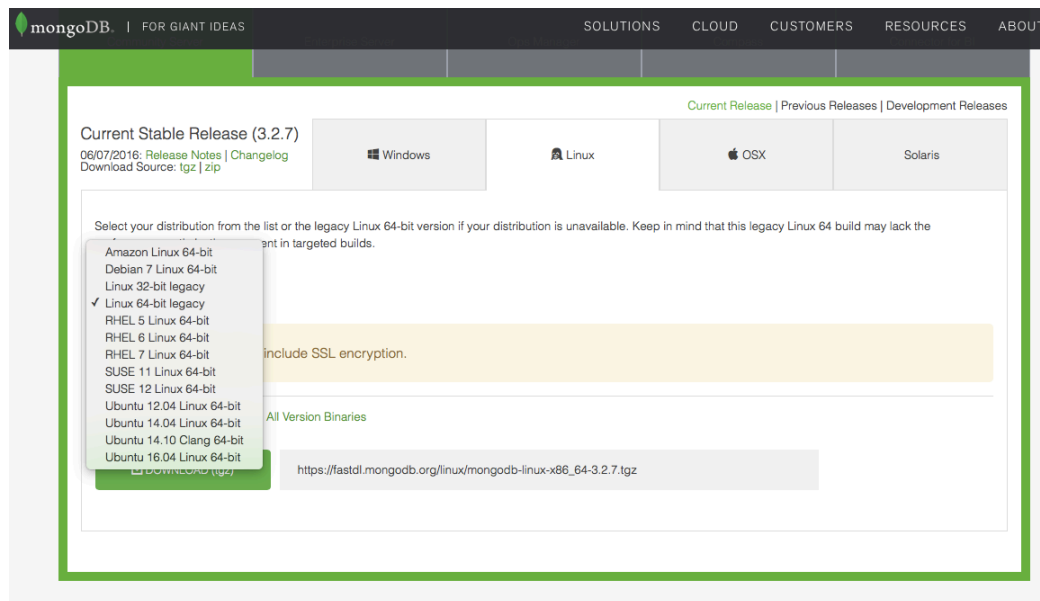 mongoDB. | FOR GIANT IDEAS SOLUTIONS CLOUD CUSTOMERS RESOURCES ABOU
Current Release | Previous Releases | Development Releases
Current Stable Release (3.2.7)
06/07/2016: Release Notes | Changelog
Download Source: tgz | zip
Windows Linux OSX Solaris
Select your distribution from the list or the legacy Linux 64-bit version if your distribution is unavailable. Keep in mind that this legacy Linux 64 build may lack the
ent in targeted builds.
Amazon Linux 64-bit
Debian 7 Linux 64-bit
Linux 32-bit legacy
✓ Linux 64-bit legacy
RHEL 5 Linux 64-bit
RHEL 6 Linux 64-bit
RHEL 7 Linux 64-bit
SUSE 11 Linux 64-bit
SUSE 12 Linux 64-bit
Ubuntu 12.04 Linux 64-bit
Ubuntu 14.04 Linux 64-bit
Ubuntu 14.10 Clang 64-bit
Ubuntu 16.04 Linux 64-bit
include SSL encryption.
All Version Binaries
DOWNLOAD (tgz)
https://fastdl.mongodb.org/linux/mongodb-linux-x86_64-3.2.7.tgz